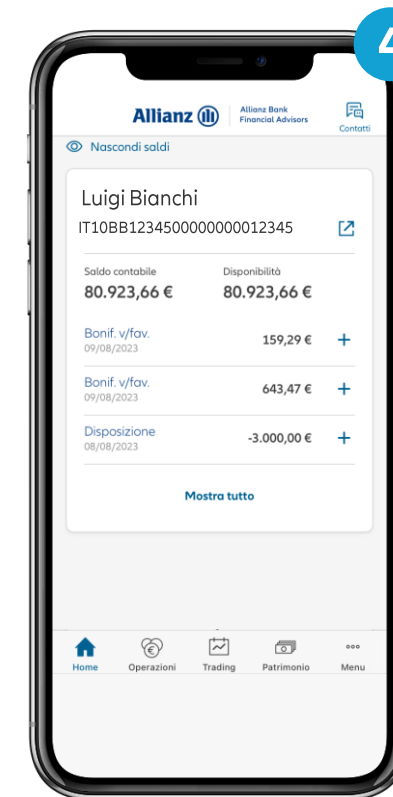 4
Allianz
Allianz Bank
Financial Advisors
Contatti
Nascondi saldi
Luigi Bianchi
IT10BB1234500000000012345
Saldo contabile
Disponibilità
80.923,66 €
80.923,66 €
Bonif. v/fav.
159,29 €
+
09/08/2023
Bonif. v/fav.
643,47 €
+
09/08/2023
Disposizione
-3.000,00 €
+
08/08/2023
Mostra tutto
Home
Operazioni
Trading
Patrimonio
Menu